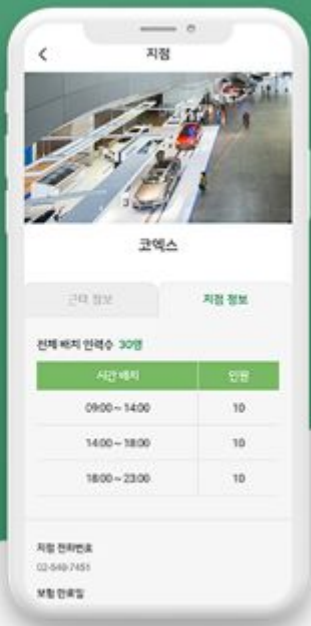 지점
코엑스
근태 정보 지점 정보
전체 배치 인력수 30명
시간 배치 인원
09:00 ~ 14:00 10
14:00 ~ 18:00 10
18:00 ~ 23:00 10
지점 전화번호
02-549-7451
보험 만료일